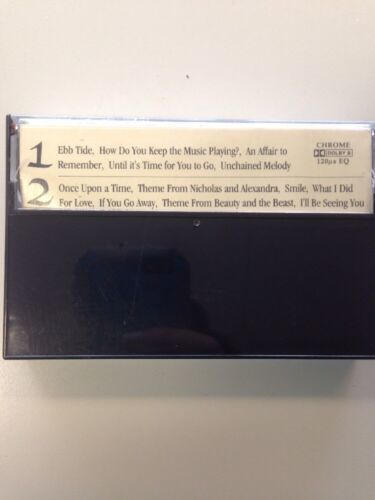 1
Ebb Tide, How Do You Keep the Music Playing?, An Affair to
Remember, Until it's Time for You to Go, Unchained Melody
CHROME
DOLBY B
120µs EQ
2
Once Upon a Time, Theme From Nicholas and Alexandra, Smile, What I Did
For Love, If You Go Away, Theme From Beauty and the Beast, I'll Be Seeing You